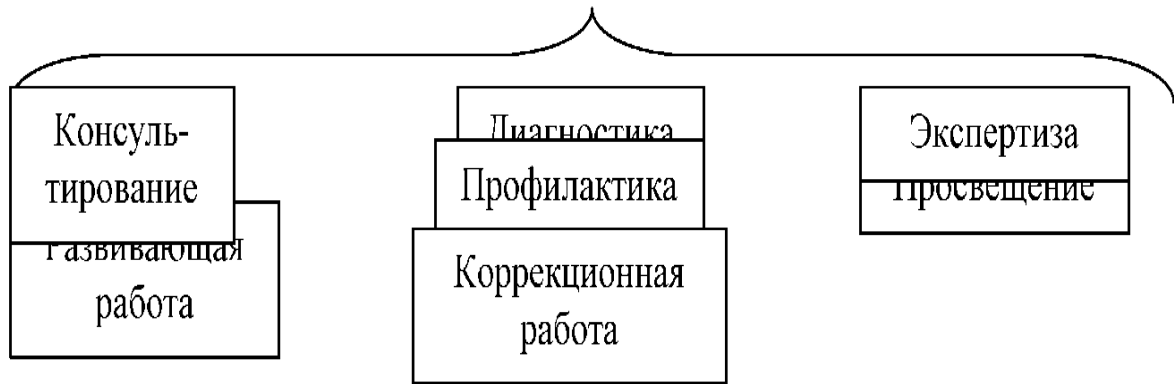 Консуль-
тирование
Развивающая
работа
Диагностика
Профилактика
Коррекционная
работа
Экспертиза
Просвещение